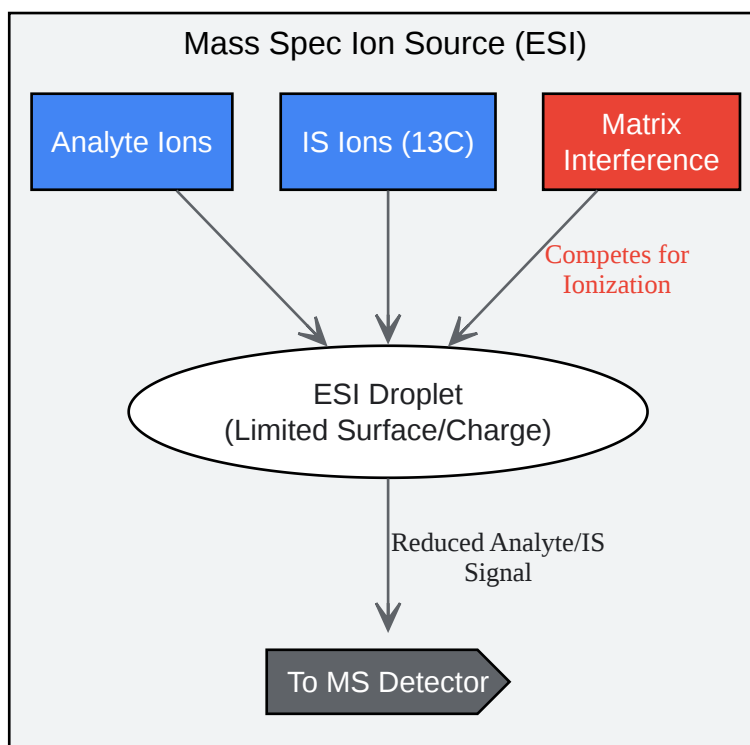 Mass Spec Ion Source (ESI)
Analyte Ions
IS Ions (13C)
Matrix
Interference
Competes for
Ionization
ESI Droplet
(Limited Surface/Charge)
Reduced Analyte/IS
Signal
To MS Detector